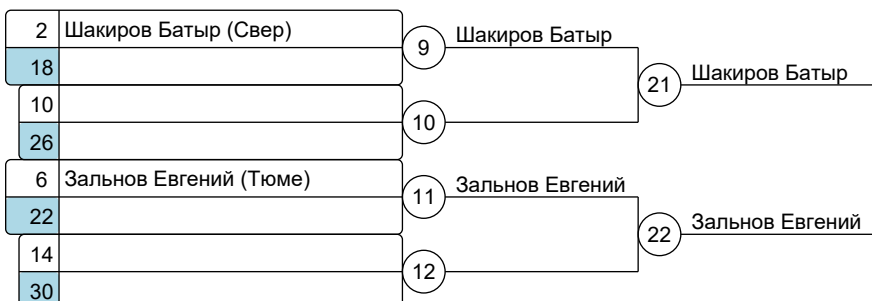 2 Шакиров Батыр (Свер)
9 Шакиров Батыр
18
21 Шакиров Батыр
10
10
26
6 Зальнов Евгений (Тюме)
11 Зальнов Евгений
22
22 Зальнов Евгений
14
12
30